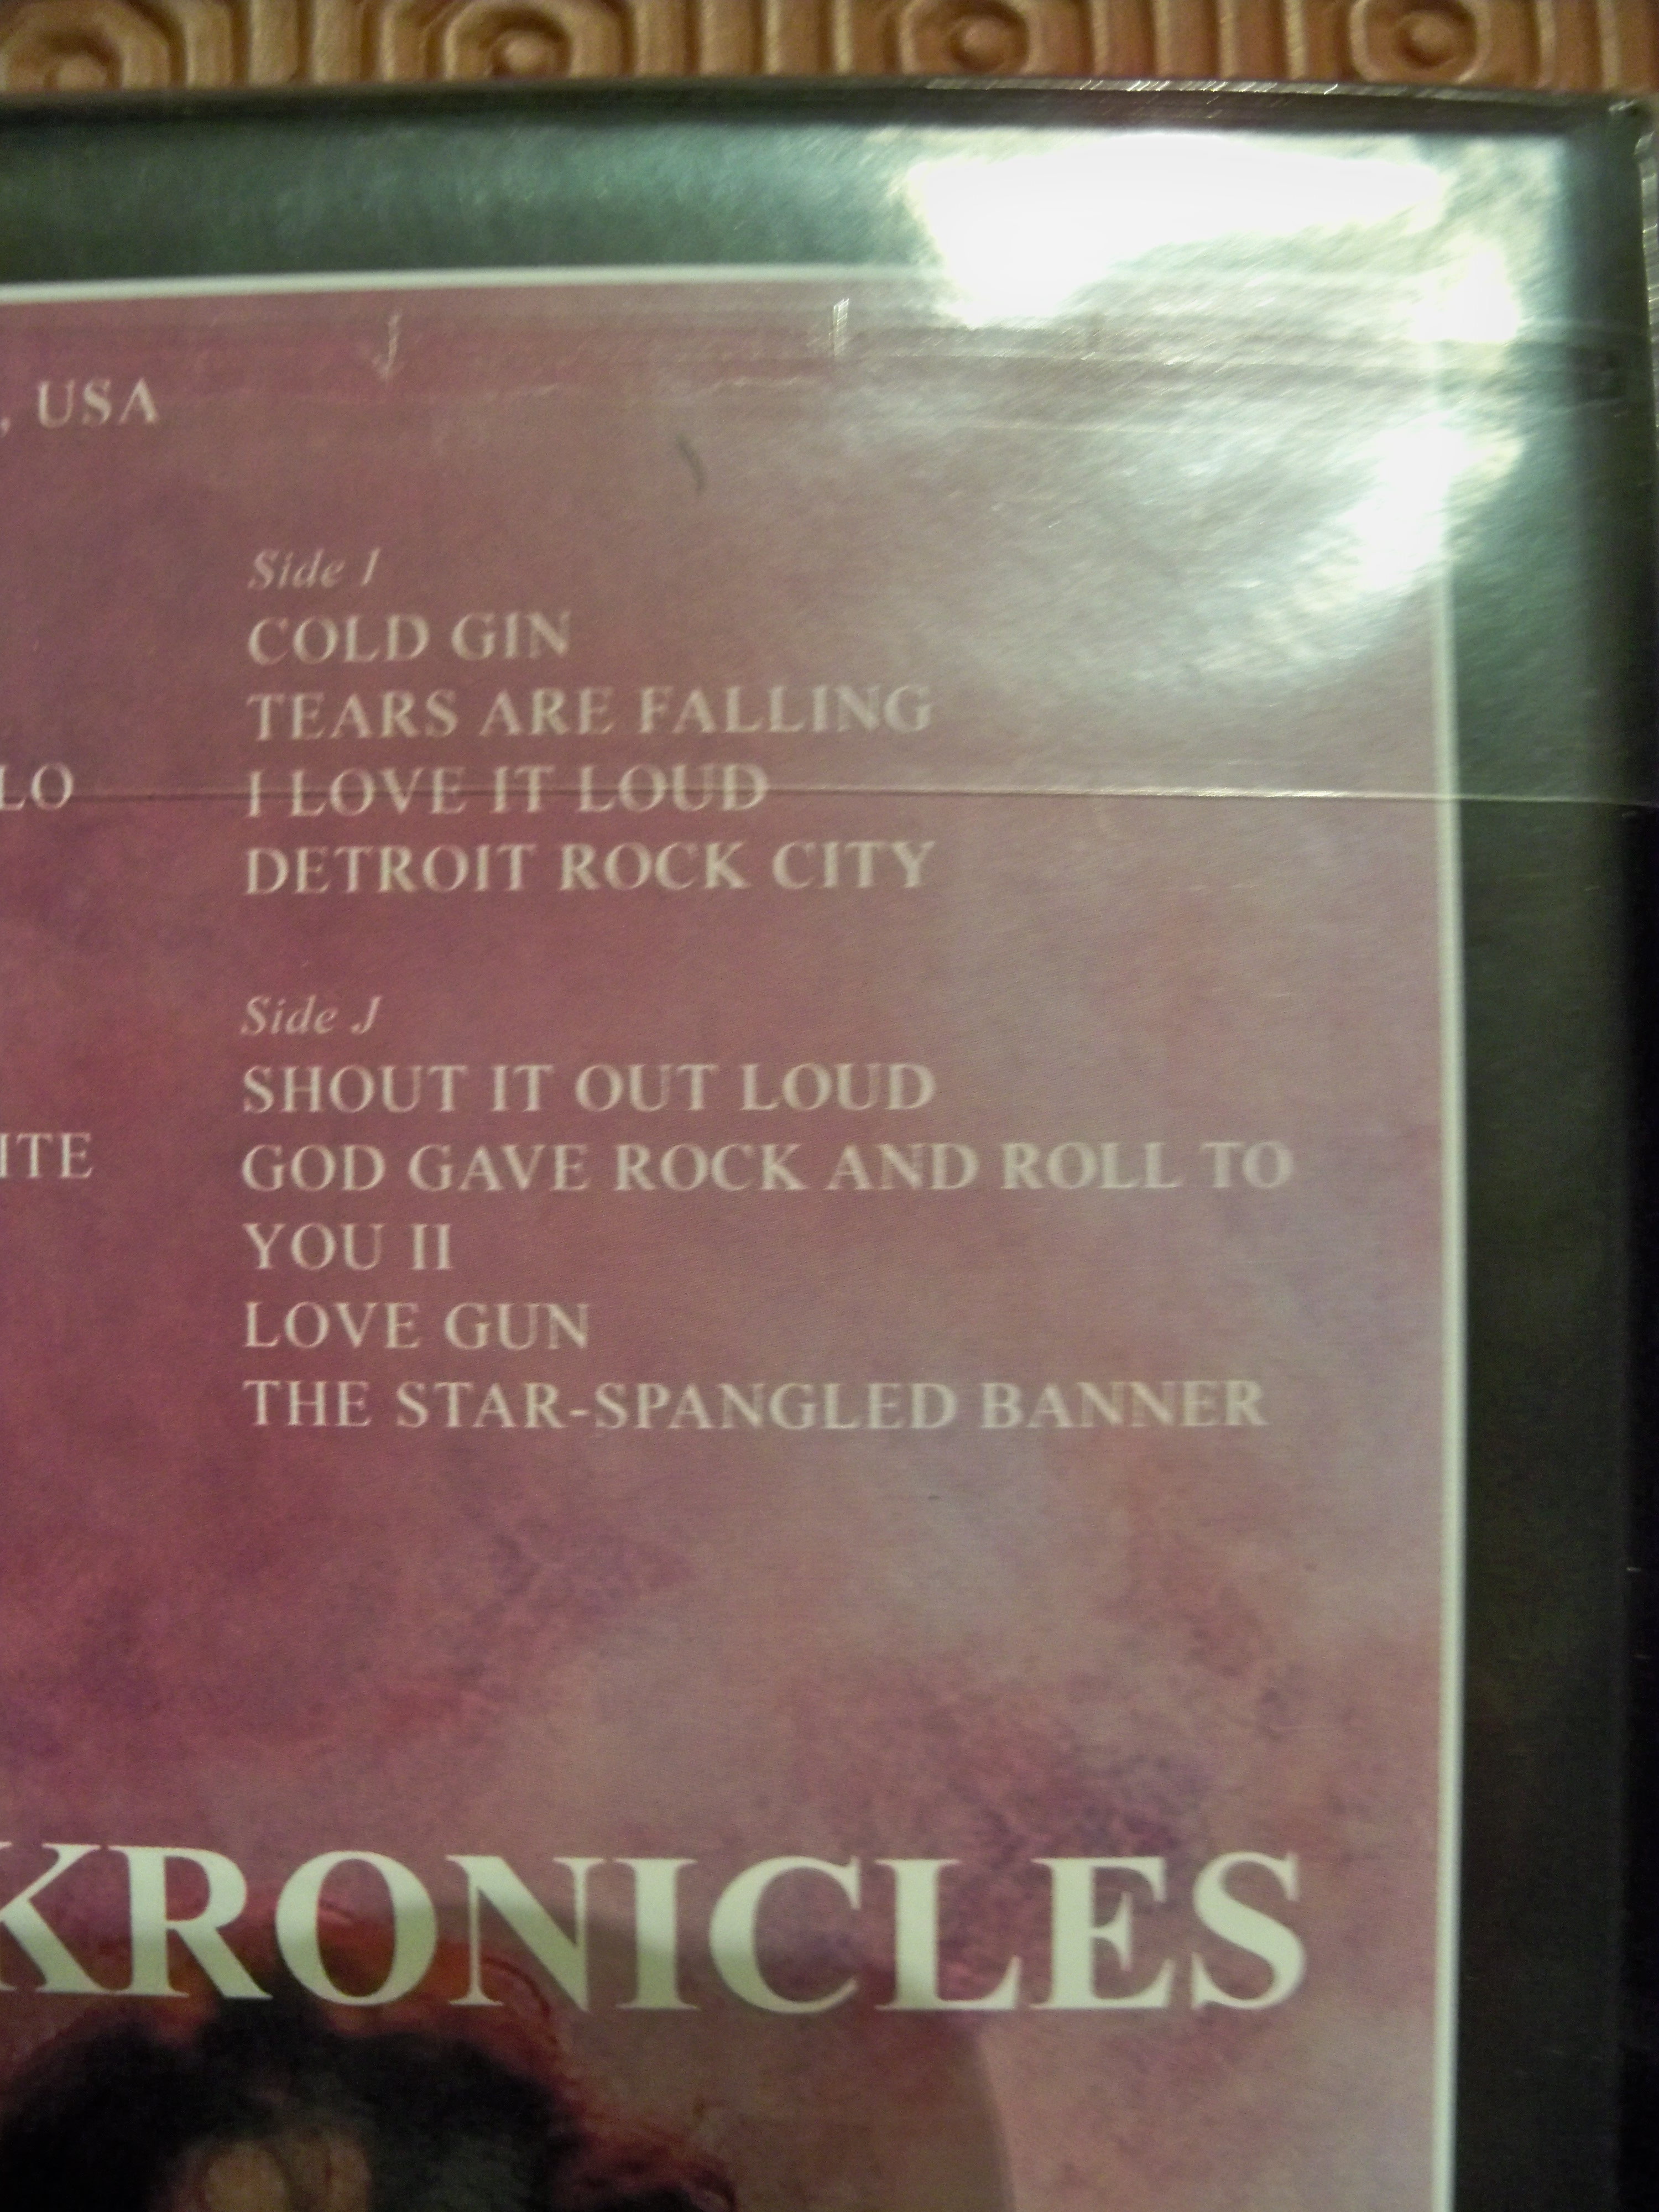 , USA
Side I
COLD GIN
TEARS ARE FALLING
LO
I LOVE IT LOUD
DETROIT ROCK CITY
Side J
SHOUT IT OUT LOUD
ITE
GOD GAVE ROCK AND ROLL TO
YOU II
LOVE GUN
THE STAR-SPANGLED BANNER
KRONICLES